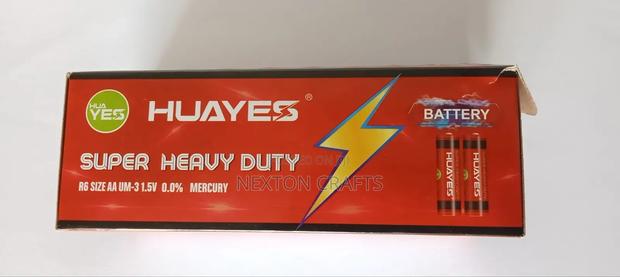 HUA
YES
HUAYES®
BATTERY
SUPER HEAVY DUTY
R6 SIZE AA UM-3 1.5V 0.0% MERCURY
HUAYES
HUAYES
NEXTON CRAFTS